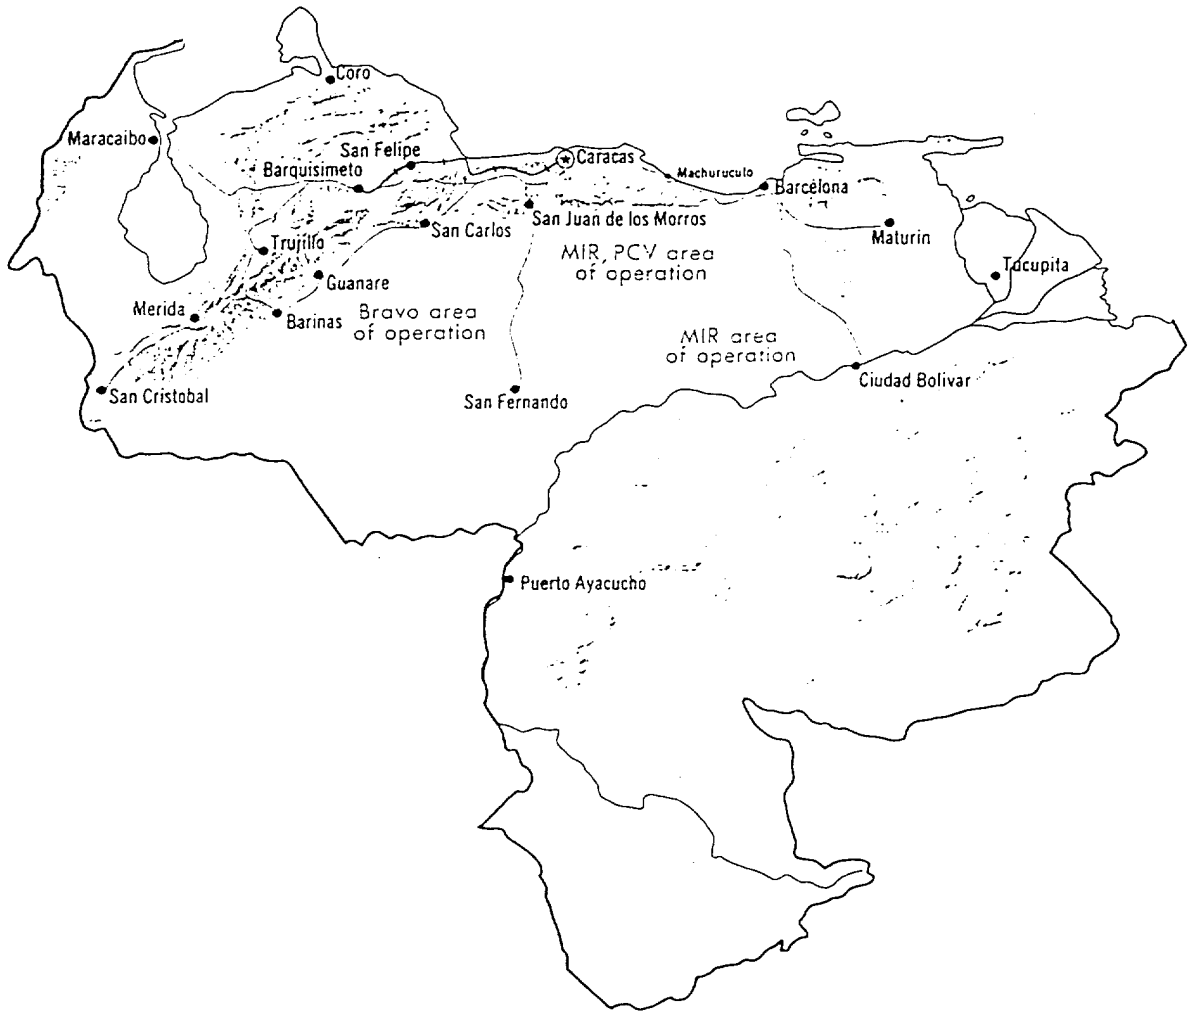 Coro
Maracaibo
San Felipe
Caracas
Barquisimeto
Machuruculo
Barcelona
San Juan de los Morros
San Carlos
Maturin
Trujillo
MIR, PCV area
of operation
Tucupita
Guanare
Merida
Barinas
Bravo area
of operation
MIR area
of operation
Ciudad Bolivar
San Cristobal
San Fernando
Puerto Ayacucho